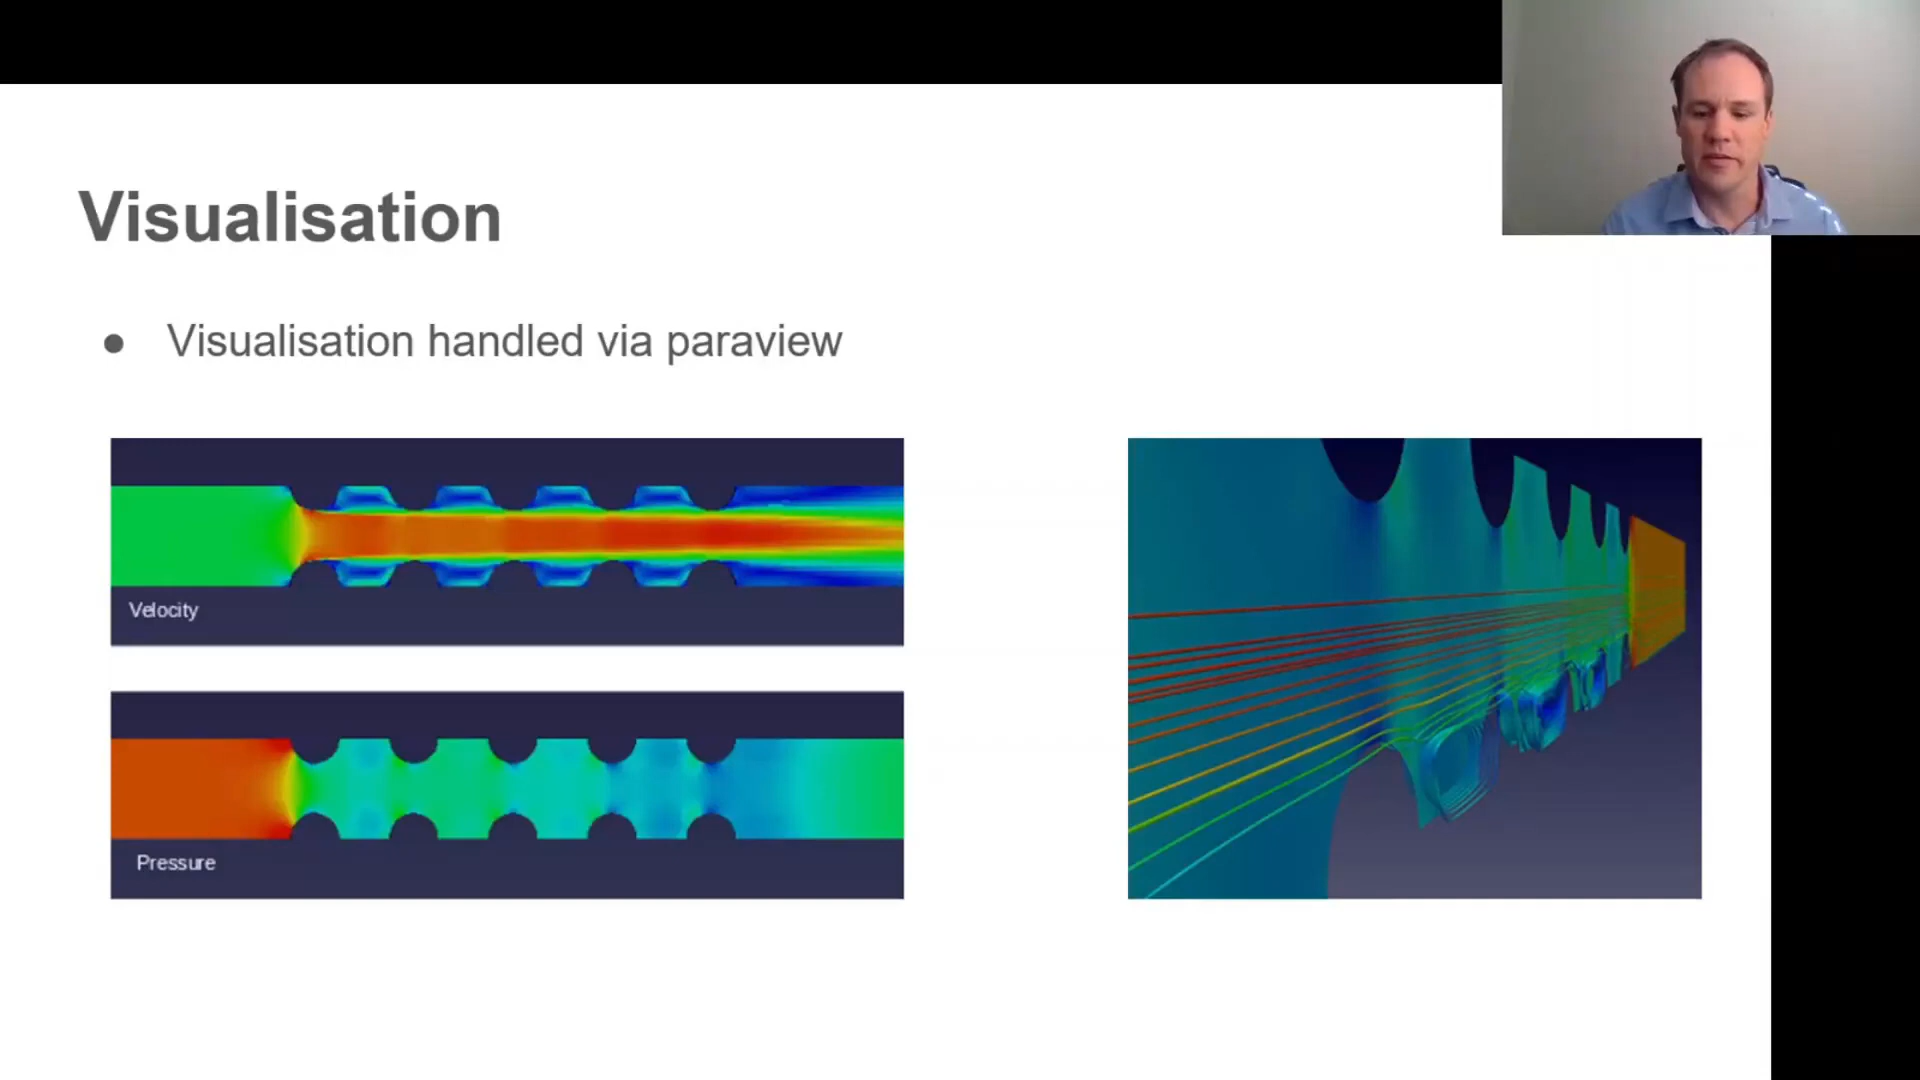 Visualisation
● Visualisation handled via paraview
Velocity
Pressure